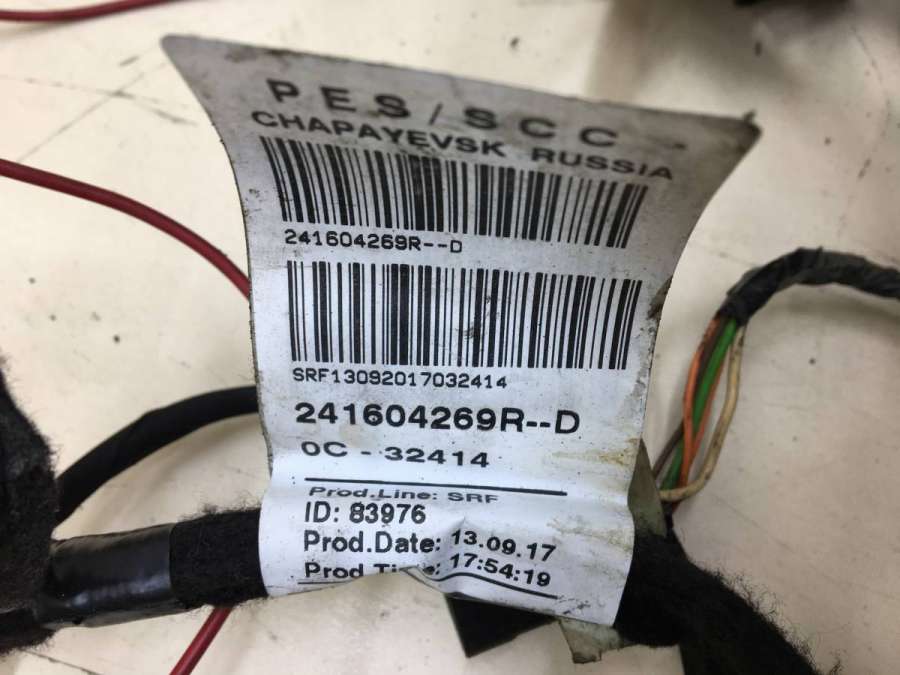 PES/SCC
CHAPAYEVSK RUSSIA
241604269R--D
SRF13092017032414
241604269R--D
0C - 32414
Prod.Line: SRF
ID: 83976
Prod.Date: 13.09.17
Prod Time: 17:54:19